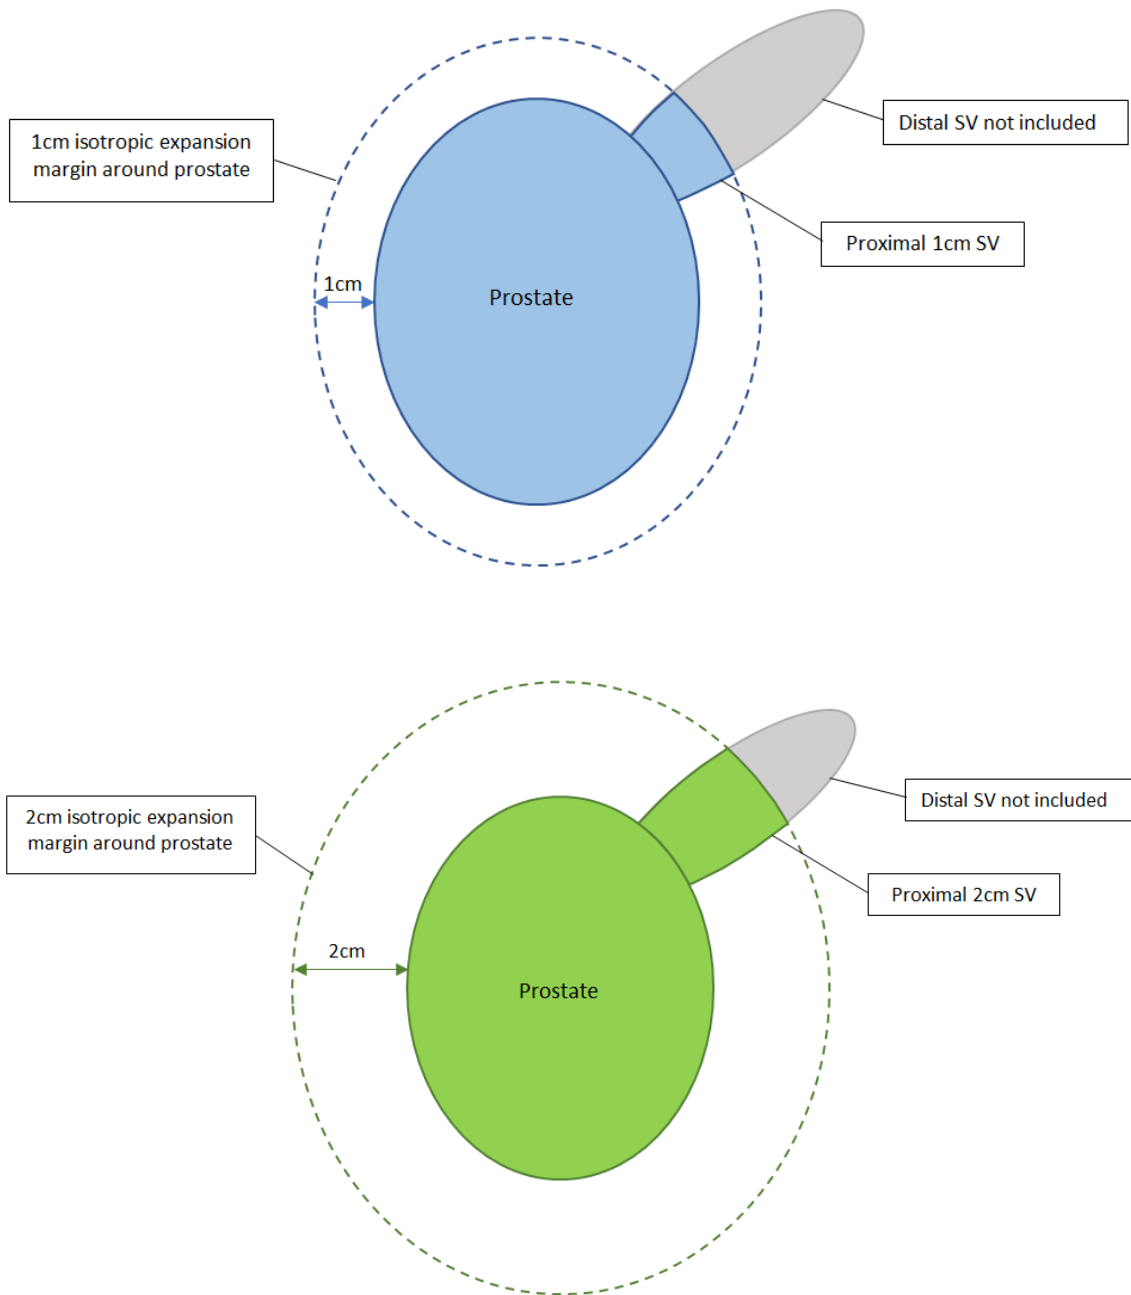 Distal SV not included
1cm isotropic expansion
margin around prostate
Proximal 1cm SV
1cm
Prostate
Distal SV not included
2cm isotropic expansion
margin around prostate
Proximal 2cm SV
2cm
Prostate